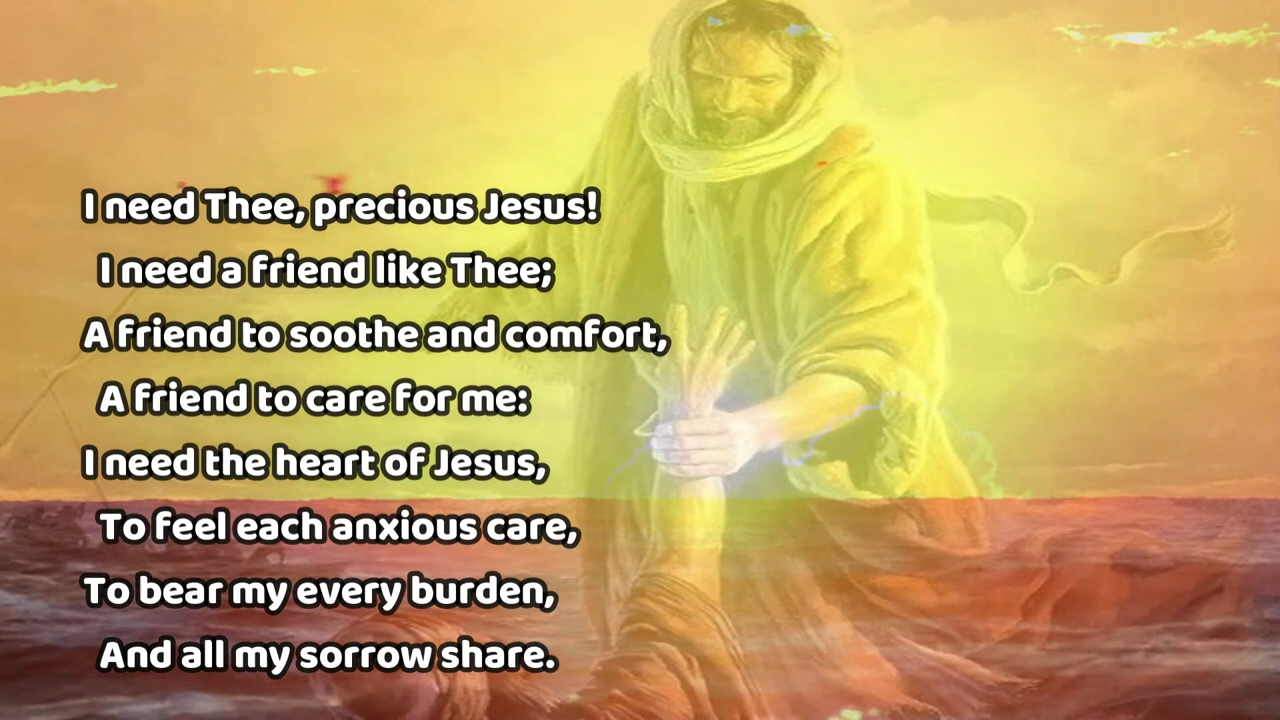 I need Thee, precious Jesus!
I need a friend like Thee;
A friend to soothe and comfort,
A friend to care for me:
I need the heart of Jesus,
To feel each anxious care,
To bear my every burden,
And all my sorrow share.